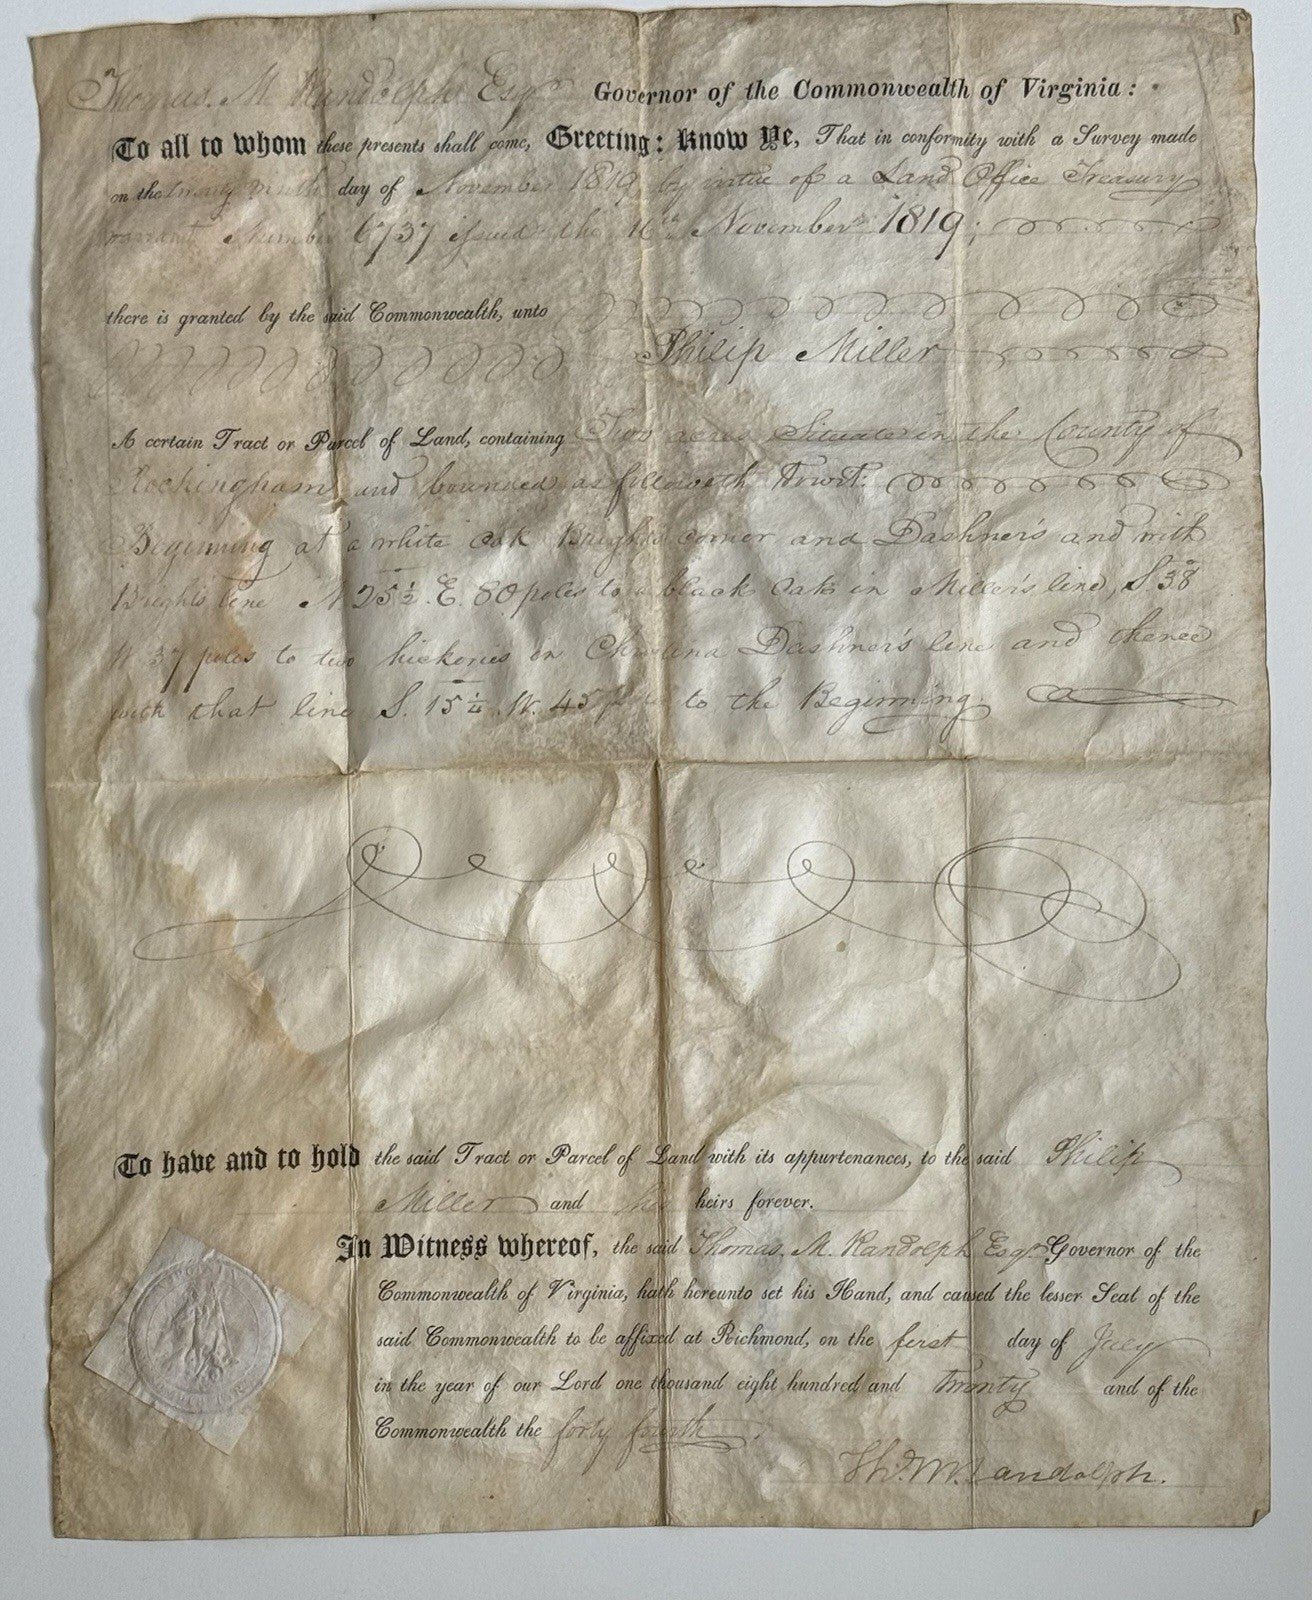 Thomas M Randolph Esqr Governor of the Commonwealth of Virginia:
To all to whom these presents shall come, Greeting: Know Ye, That in conformity with a Survey made
on the twenty ninth day of November 1819 by virtue of a Land Office Treasury
warrant Number 6737 issued the 16th November 1819;
there is granted by the said Commonwealth, unto
Philip Miller
A certain Tract or Parcel of Land, containing Two acres Situate in the County of
Rockingham and bounded as followeth Towit:
Beginning at a white oak Bright's corner and Dashner's and with
Bright's line N 25½ E. 80 poles to a black Oak in Miller's line, S. 38
W 37 poles to two hickories in Christina Dashner's line and thence
with that line S. 15¼ W. 45 poles to the Beginning
To have and to hold the said Tract or Parcel of Land with its appurtenances, to the said Philip
Miller and his heirs forever.
In Witness whereof, the said Thomas M. Randolph Esqr. Governor of the
Commonwealth of Virginia, hath hereunto set his Hand, and caused the lesser Seal of the
said Commonwealth to be affixed at Richmond, on the first day of July
in the year of our Lord one thousand eight hundred and Twenty and of the
Commonwealth the forty fourth.
Th. M. Randolph.